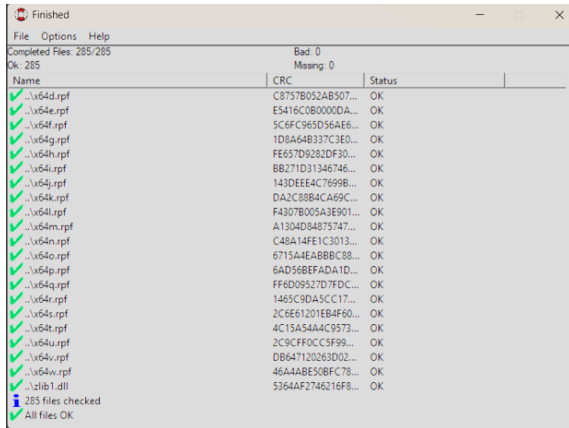 Finished
File Options Help
Completed Files: 285/285 Bad: 0
Ok: 285 Missing: 0
Name CRC Status
..\x64d.rpf C8757B052AB507... OK
..\x64e.rpf E5416C0B0000DA... OK
..\x64f.rpf 5C6FC965D56AE6... OK
..\x64g.rpf 1D8A64B337C3E0... OK
..\x64h.rpf FE657D9282DF30... OK
..\x64i.rpf BB271D31346746... OK
..\x64j.rpf 143DEEE4C7699B... OK
..\x64k.rpf DA2C88B4CA69C... OK
..\x64l.rpf F4307B005A3E901... OK
..\x64m.rpf A1304D84875747... OK
..\x64n.rpf C48A14FE1C3013... OK
..\x64o.rpf 6715A4EABBBC88... OK
..\x64p.rpf 6AD56BEFADA1D... OK
..\x64q.rpf FF6D09527D7FDC... OK
..\x64r.rpf 1465C9DA5CC17... OK
..\x64s.rpf 2C6E61201EB4F60... OK
..\x64t.rpf 4C15A54A4C9573... OK
..\x64u.rpf 2C9CFF0CC5F99... OK
..\x64v.rpf DB647120263D02... OK
..\x64w.rpf 46A4ABE50BFC78... OK
..\zlib1.dll 5364AF2746216F8... OK
285 files checked
All files OK